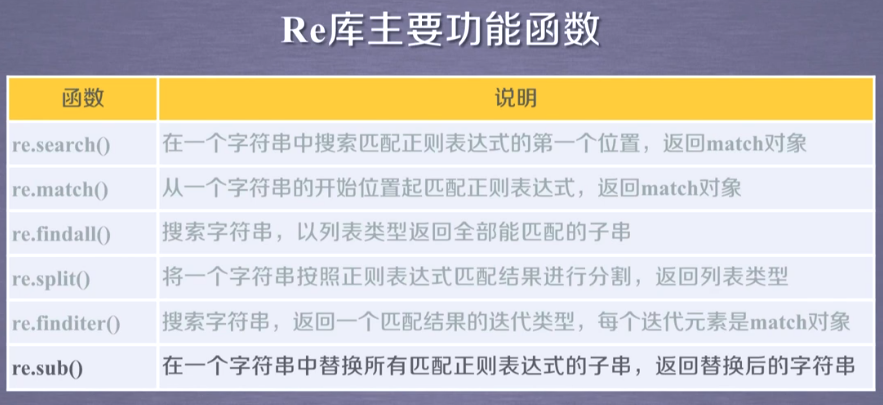 Re库主要功能函数
函数 说明
re.search() 在一个字符串中搜索匹配正则表达式的第一个位置，返回match对象
re.match() 从一个字符串的开始位置起匹配正则表达式，返回match对象
re.findall() 搜索字符串，以列表类型返回全部能匹配的子串
re.split() 将一个字符串按照正则表达式匹配结果进行分割，返回列表类型
re.finditer() 搜索字符串，返回一个匹配结果的迭代类型，每个迭代元素是match对象
re.sub() 在一个字符串中替换所有匹配正则表达式的子串，返回替换后的字符串